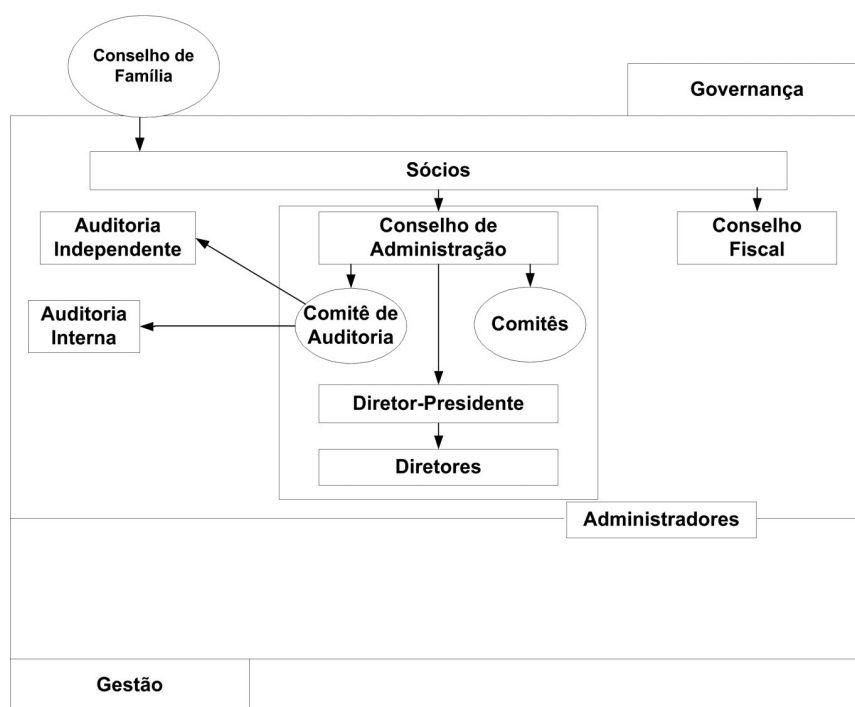 Conselho de
Família
Governança
Sócios
Auditoria
Independente
Conselho de
Administração
Conselho
Fiscal
Auditoria
Interna
Comitê de
Auditoria
Comitês
Diretor-Presidente
Diretores
Administradores
Gestão